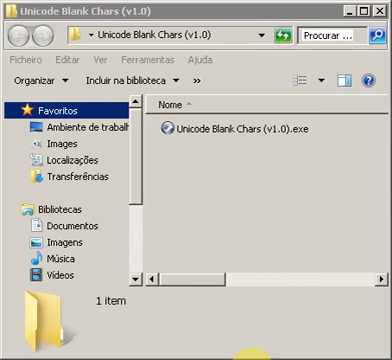 Unicode Blank Chars (v1.0)
Unicode Blank Chars (v1.0)
Procurar ...
Ficheiro Editar Ver Ferramentas Ajuda
Organizar Incluir na biblioteca »
Favoritos
Ambiente de trabalh
Images
Localizações
Transferências
Bibliotecas
Documentos
Imagens
Música
Vídeos
Nome
Unicode Blank Chars (v1.0).exe
1 item